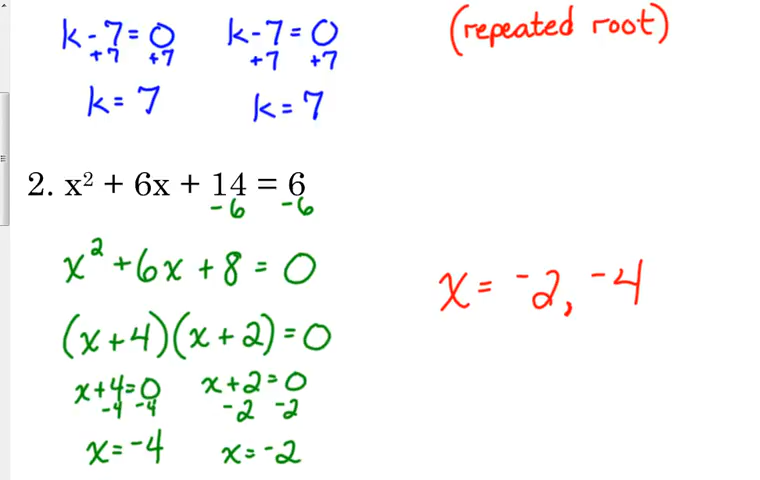 k - 7 = 0   k - 7 = 0   (repeated root)
+7   +7   +7   +7
k = 7   k = 7
2. x² + 6x + 14 = 6
-6   -6
x² + 6x + 8 = 0
x = -2, -4
(x + 4)(x + 2) = 0
x + 4 = 0   x + 2 = 0
-4   -4   -2   -2
x = -4   x = -2